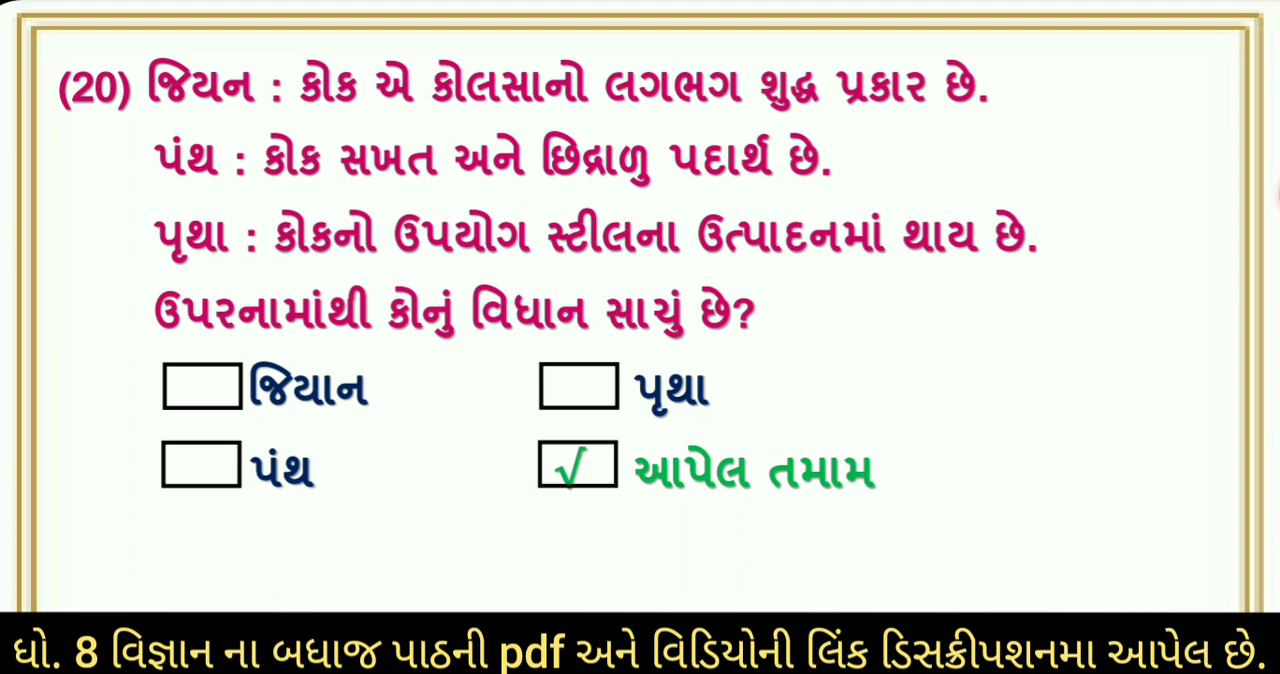 (20) જિયન : કોક એ કોલસાનો લગભગ શુદ્ધ પ્રકાર છે.
પંથ : કોક સખત અને છિદ્રાળુ પદાર્થ છે.
પૃથા : કોકનો ઉપયોગ સ્ટીલના ઉત્પાદનમાં થાય છે.
ઉપરનામાંથી કોનું વિધાન સાચું છે?
જિયાન પૃથા
પંથ √ આપેલ તમામ
ધો. 8 વિજ્ઞાન ના બધાજ પાઠની pdf અને વિડિયોની લિંક ડિસક્રીપશનમા આપેલ છે.